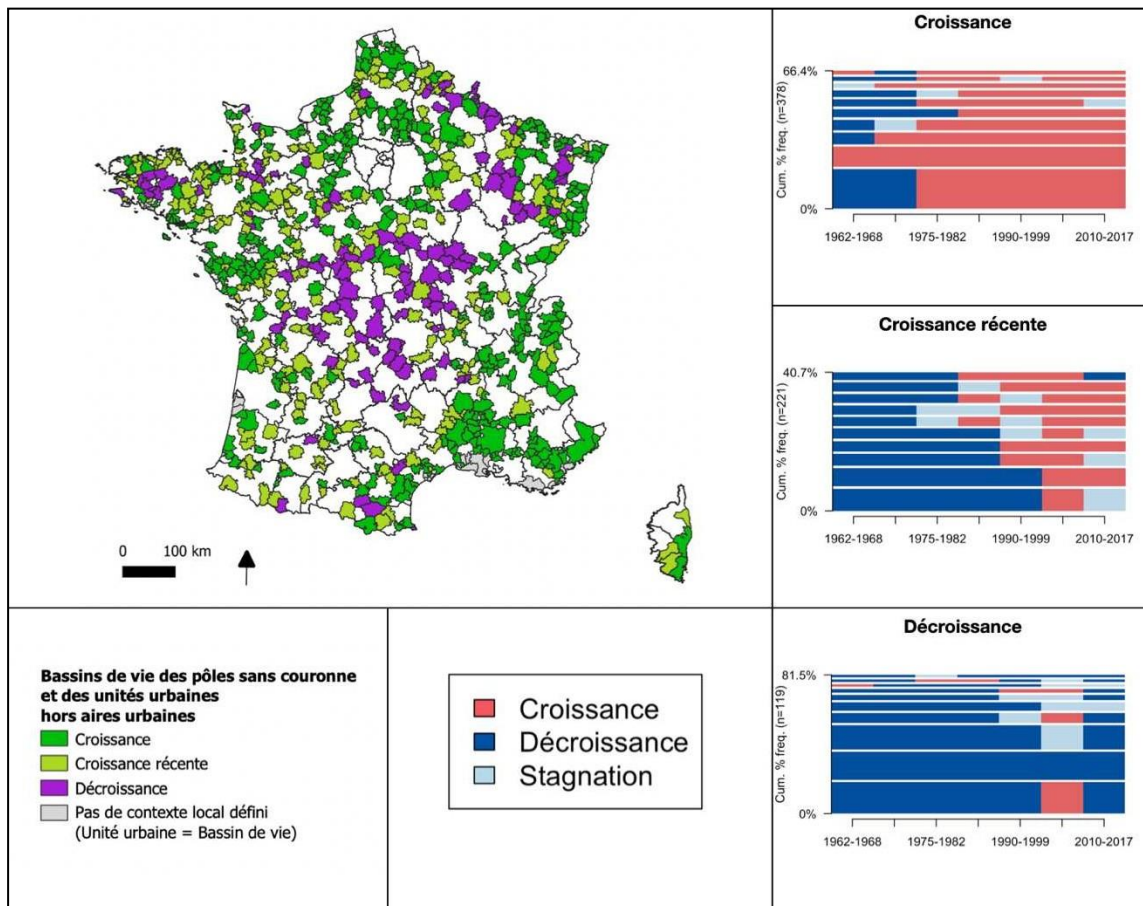 0 100 km
Bassins de vie des pôles sans couronne
et des unités urbaines
hors aires urbaines
Croissance
Croissance récente
Décroissance
Pas de contexte local défini
(Unité urbaine = Bassin de vie)
Croissance
Décroissance
Stagnation
Croissance
66.4%
Cum. % freq. (n=378)
0%
1962-1968 1975-1982 1990-1999 2010-2017
Croissance récente
40.7%
Cum. % freq. (n=221)
0%
1962-1968 1975-1982 1990-1999 2010-2017
Décroissance
81.5%
Cum. % freq. (n=119)
0%
1962-1968 1975-1982 1990-1999 2010-2017